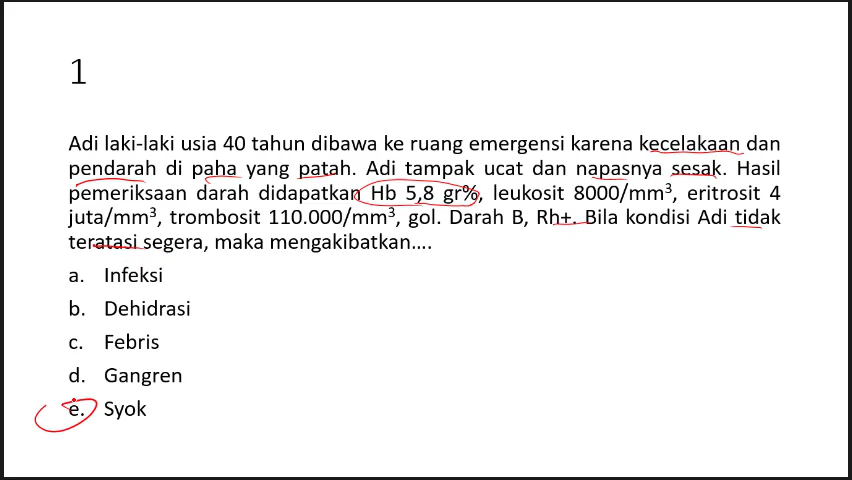 1
Adi laki-laki usia 40 tahun dibawa ke ruang emergensi karena kecelakaan dan
pendarah di paha yang patah. Adi tampak ucat dan napasnya sesak. Hasil
pemeriksaan darah didapatkan Hb 5,8 gr%, leukosit 8000/mm³, eritrosit 4
juta/mm³, trombosit 110.000/mm³, gol. Darah B, Rh+. Bila kondisi Adi tidak
teratasi segera, maka mengakibatkan....
a. Infeksi
b. Dehidrasi
c. Febris
d. Gangren
e. Syok